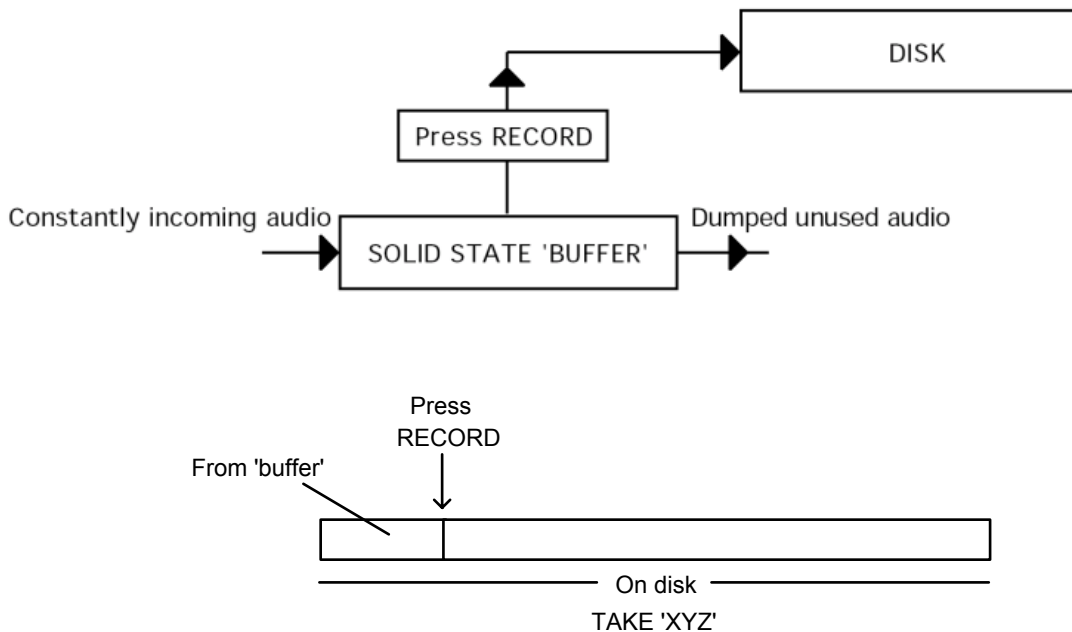 DISK
Press RECORD
Constantly incoming audio
Dumped unused audio
SOLID STATE 'BUFFER'
Press
RECORD
From 'buffer'
On disk
TAKE 'XYZ'